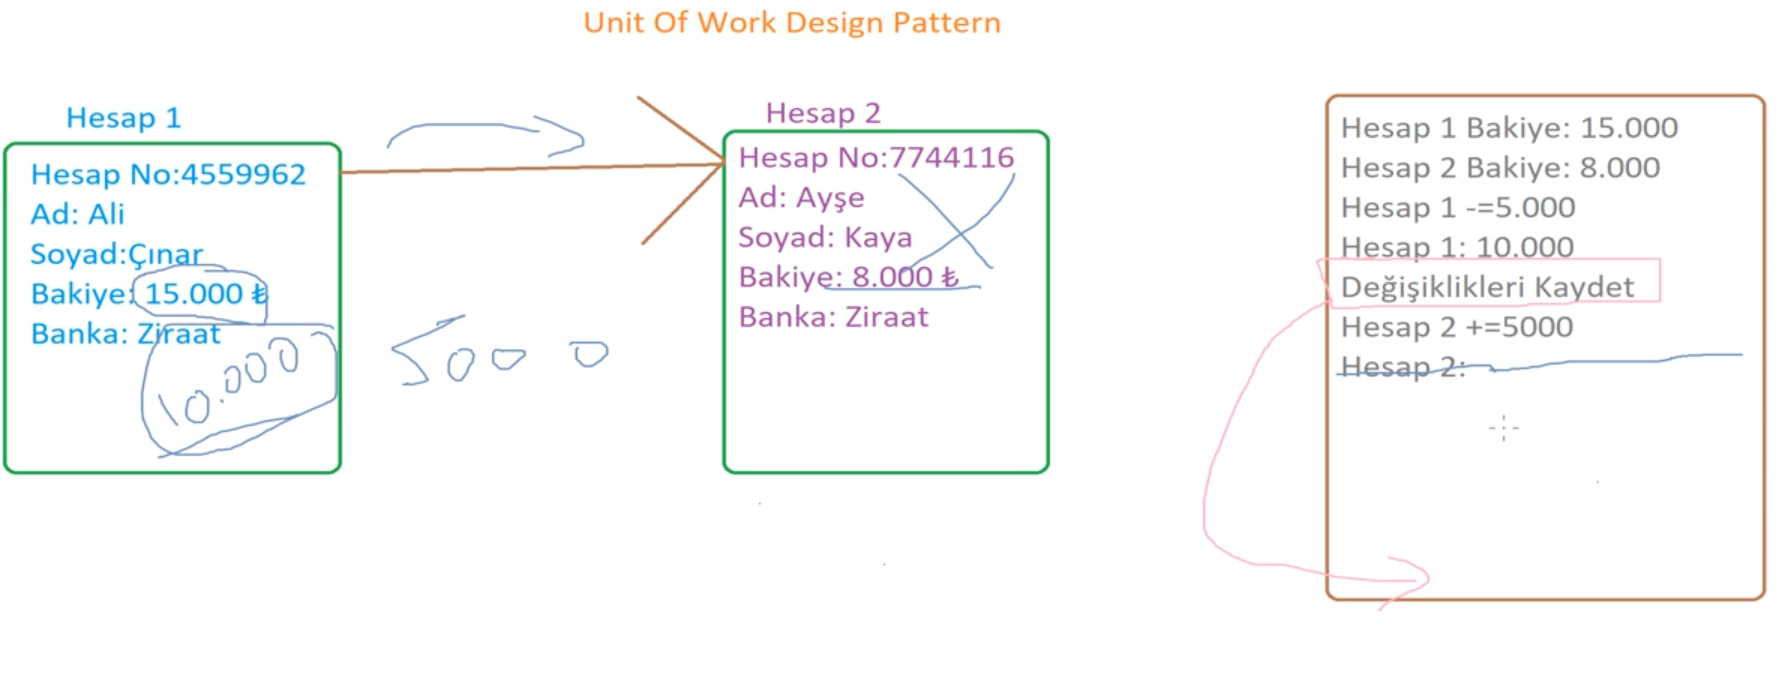 Unit Of Work Design Pattern
Hesap 1
Hesap No:4559962
Ad: Ali
Soyad:Çınar
Bakiye: 15.000 ₺
Banka: Ziraat
10.000
5000
Hesap 2
Hesap No:7744116
Ad: Ayşe
Soyad: Kaya
Bakiye: 8.000 ₺
Banka: Ziraat
Hesap 1 Bakiye: 15.000
Hesap 2 Bakiye: 8.000
Hesap 1 -=5.000
Hesap 1: 10.000
Değişiklikleri Kaydet
Hesap 2 +=5000
Hesap 2: